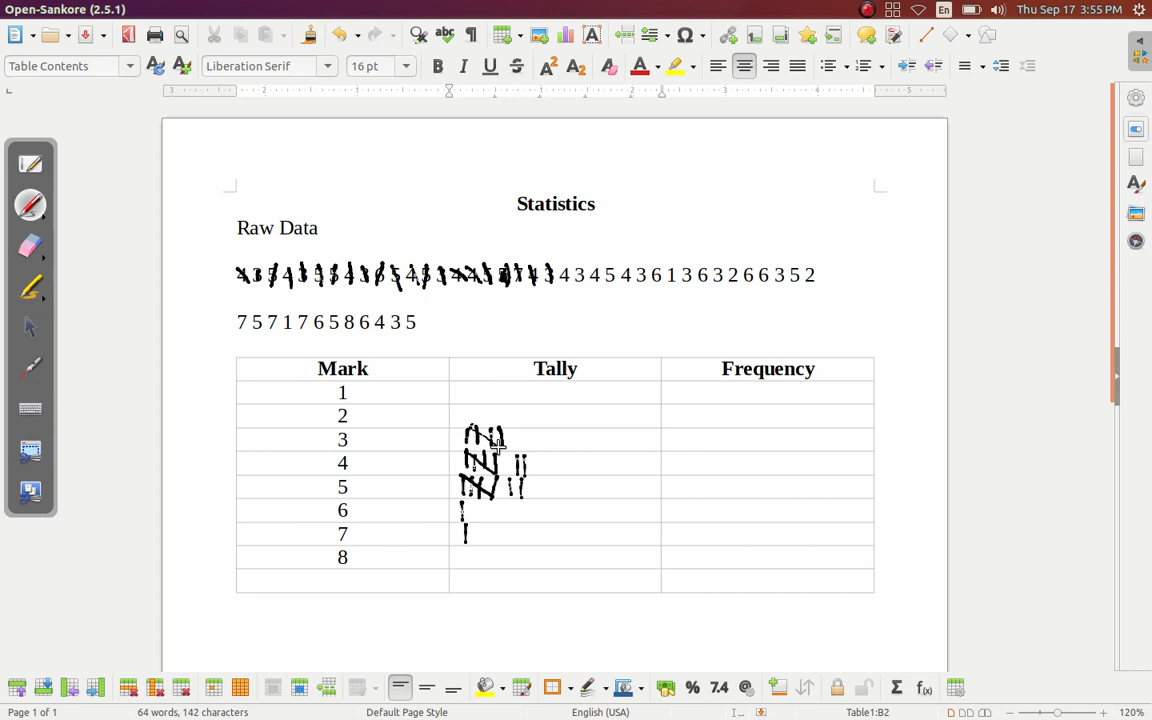 Open-Sankore (2.5.1)
En
Thu Sep 17 3:55 PM
Table Contents
Liberation Serif
16 pt
Statistics
Raw Data
4 3 4 5 4 3 6 1 3 6 3 2 6 6 3 5 2
7 5 7 1 7 6 5 8 6 4 3 5
Mark Tally Frequency
1
2
3
4
5
6
7
8
Page 1 of 1
64 words, 142 characters
Default Page Style
English (USA)
Table1:B2
120%